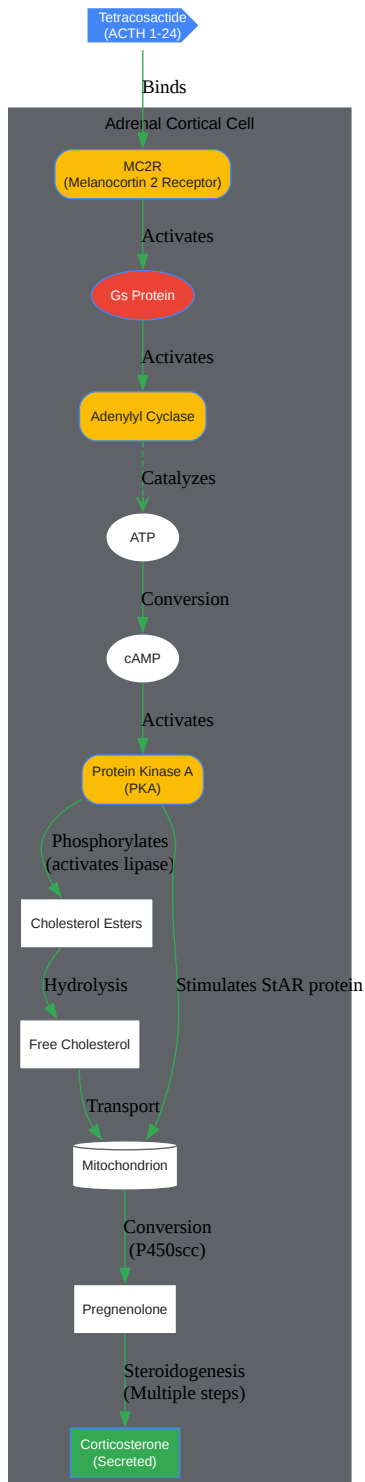 Tetracosactide
(ACTH 1-24)
Binds
Adrenal Cortical Cell
MC2R
(Melanocortin 2 Receptor)
Activates
Gs Protein
Activates
Adenylyl Cyclase
Catalyzes
ATP
Conversion
cAMP
Activates
Protein Kinase A
(PKA)
Phosphorylates
(activates lipase)
Cholesterol Esters
Hydrolysis
Stimulates StAR protein
Free Cholesterol
Transport
Mitochondrion
Conversion
(P450scc)
Pregnenolone
Steroidogenesis
(Multiple steps)
Corticosterone
(Secreted)